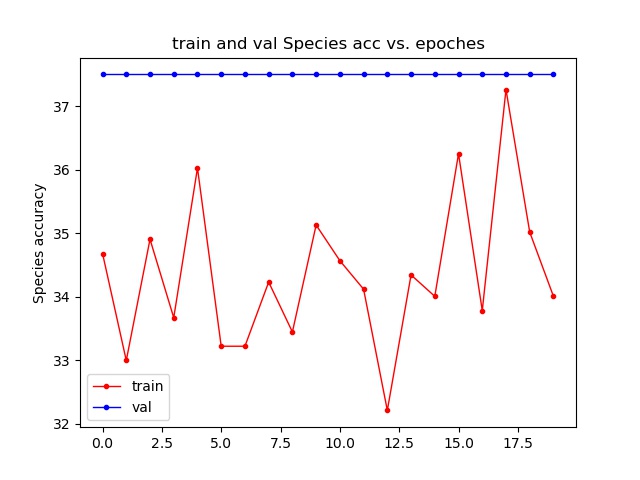 train and val Species acc vs. epoches
Species accuracy
37
36
35
34
33
32
train
val
0.0 2.5 5.0 7.5 10.0 12.5 15.0 17.5